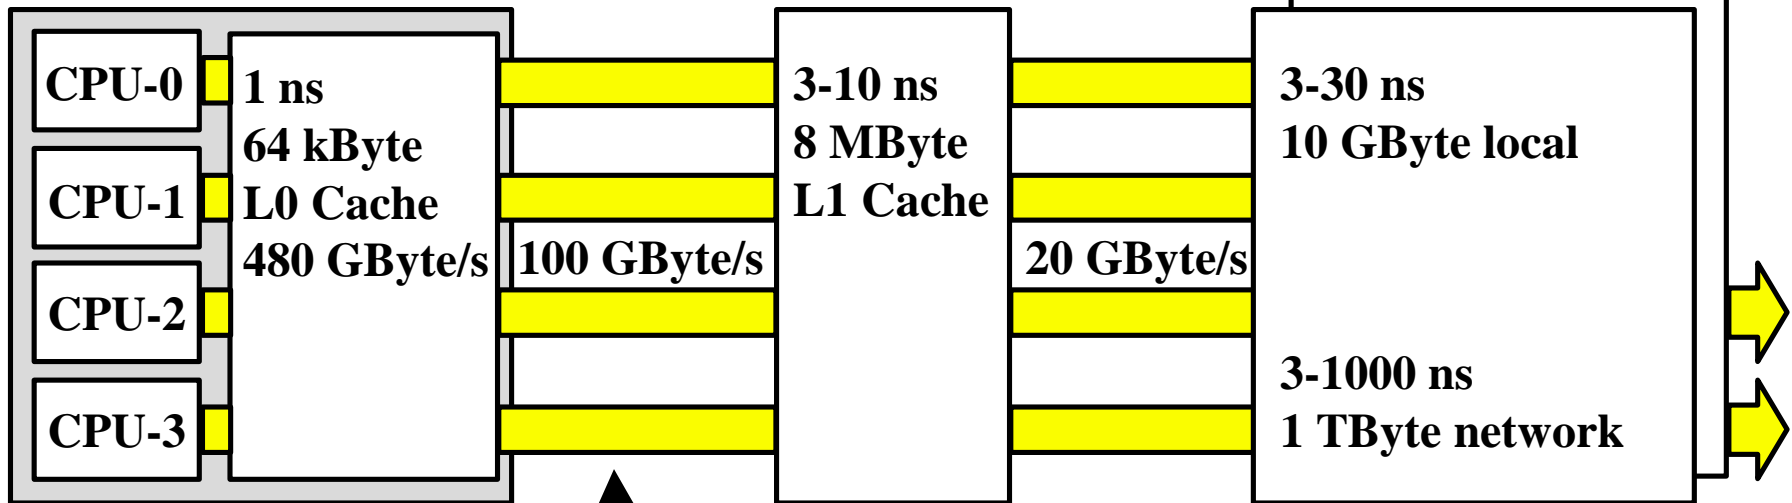 CPU-0
CPU-1
CPU-2
CPU-3
1 ns
64 kByte
L0 Cache
480 GByte/s
100 GByte/s
3-10 ns
8 MByte
L1 Cache
20 GByte/s
3-30 ns
10 GByte local
3-1000 ns
1 TByte network